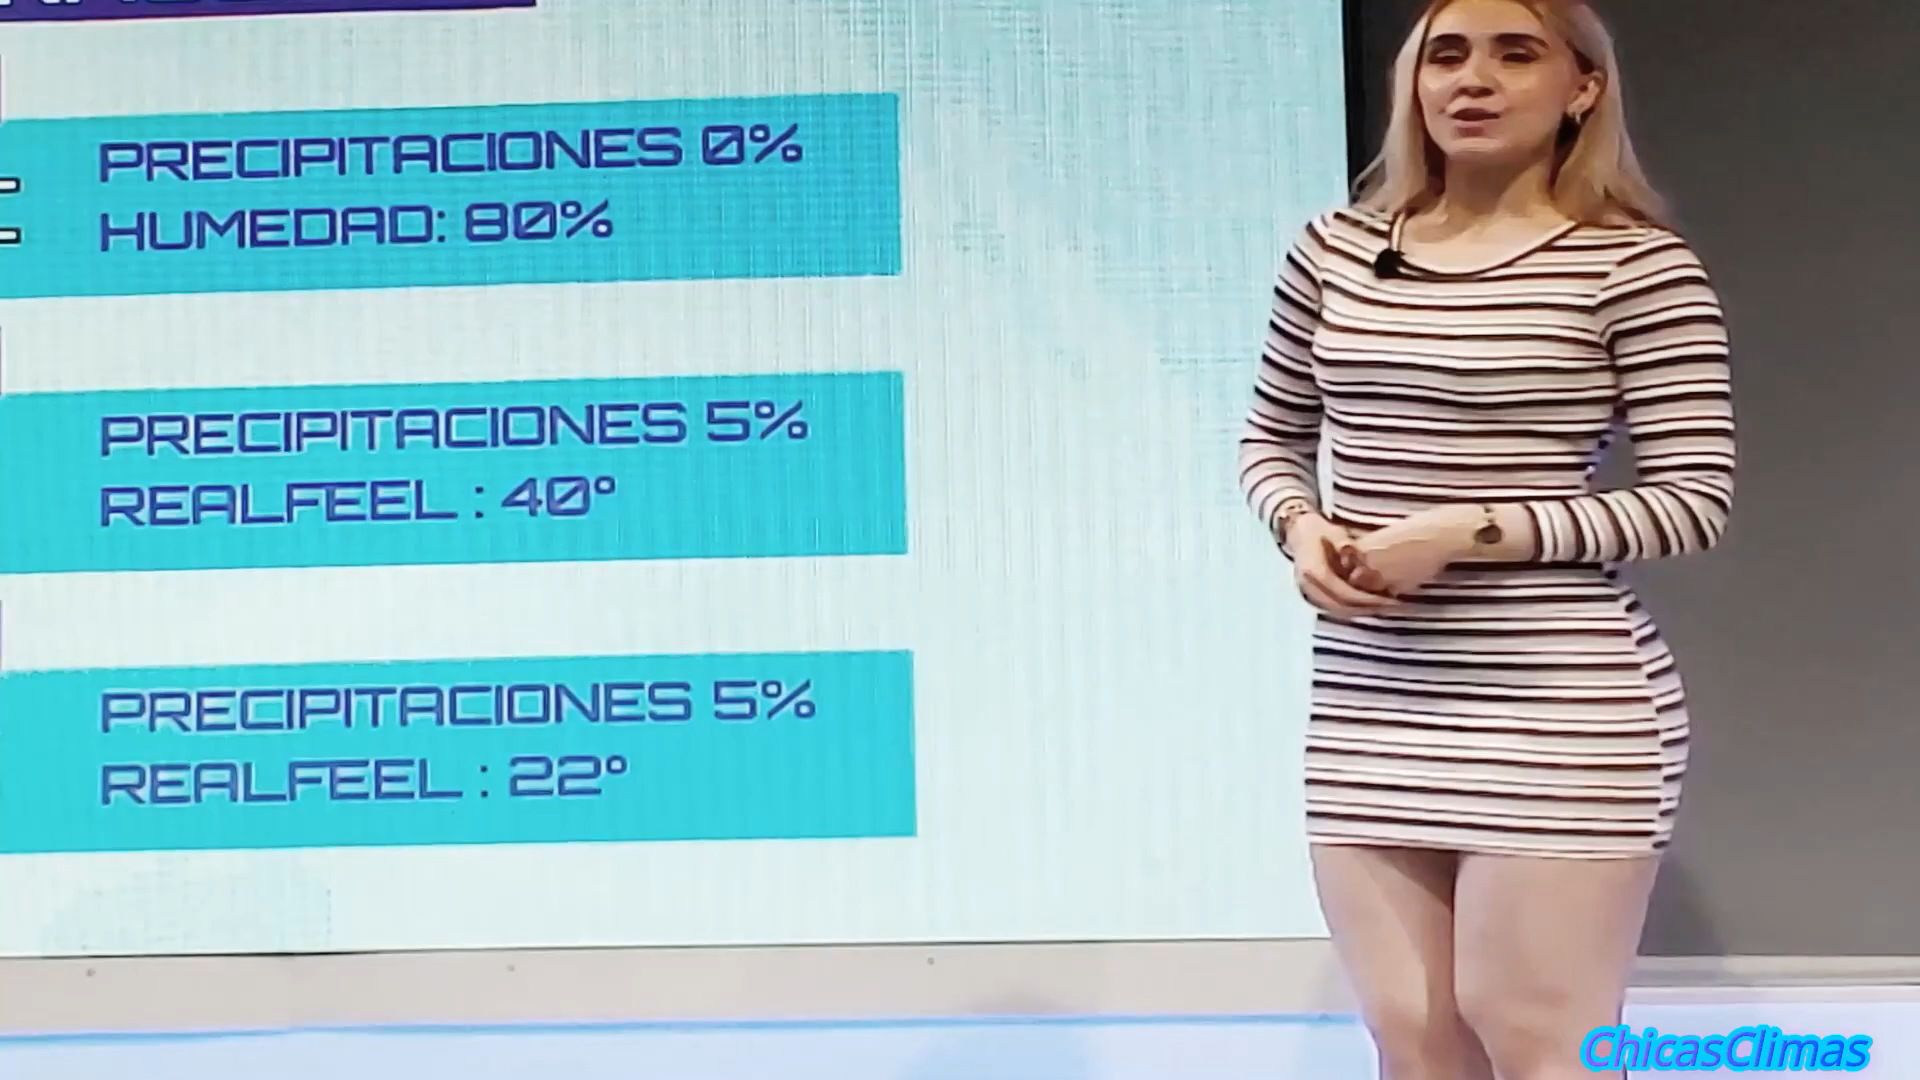 PRECIPITACIONES 0%
HUMEDAD: 80%
PRECIPITACIONES 5%
REALFEEL : 40°
PRECIPITACIONES 5%
REALFEEL : 22°
ChicasClimas